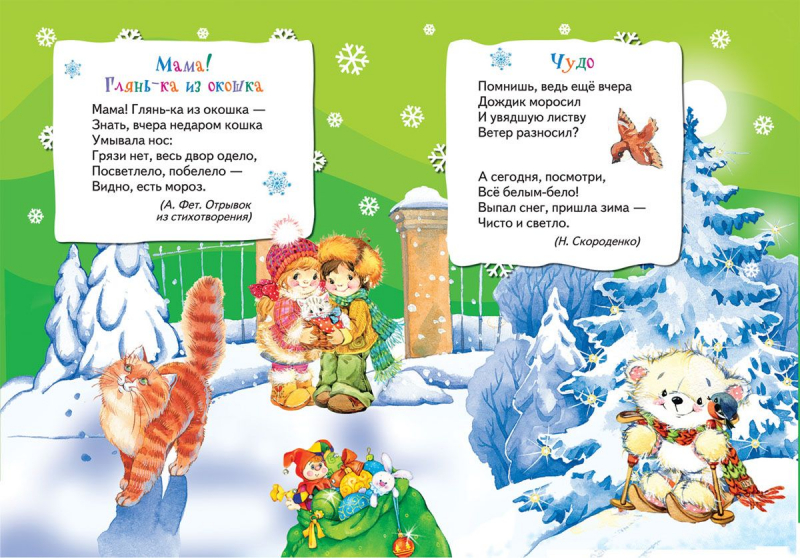 Мама!
Глянь-ка из окошка
Мама! Глянь-ка из окошка —
Знать, вчера недаром кошка
Умывала нос:
Грязи нет, весь двор одело,
Посветлело, побелело —
Видно, есть мороз.
(А. Фет. Отрывок
из стихотворения)
Чудо
Помнишь, ведь ещё вчера
Дождик моросил
И увядшую листву
Ветер разносил?
А сегодня, посмотри,
Всё белым-бело!
Выпал снег, пришла зима —
Чисто и светло.
(Н. Скороденко)